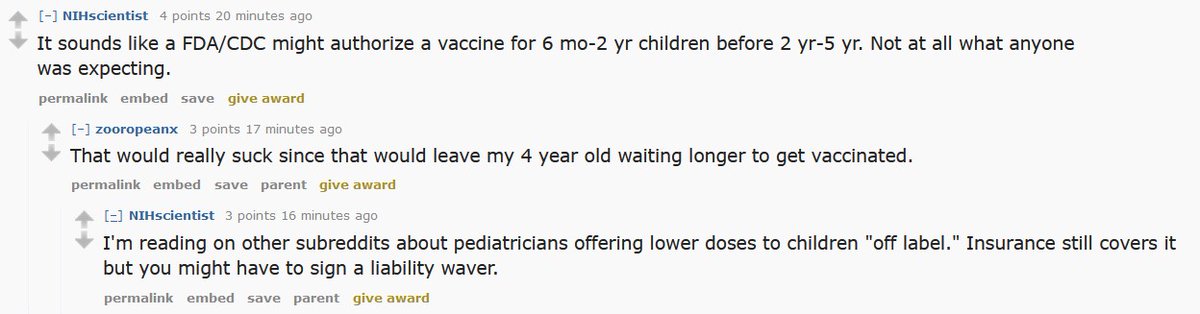 [-] NIHscientist 4 points 20 minutes ago
It sounds like a FDA/CDC might authorize a vaccine for 6 mo-2 yr children before 2 yr-5 yr. Not at all what anyone
was expecting.
permalink embed save give award
[-] zooropeanx 3 points 17 minutes ago
That would really suck since that would leave my 4 year old waiting longer to get vaccinated.
permalink embed save parent give award
[-] NIHscientist 3 points 16 minutes ago
I'm reading on other subreddits about pediatricians offering lower doses to children "off label." Insurance still covers it
but you might have to sign a liability waver.
permalink embed save parent give award